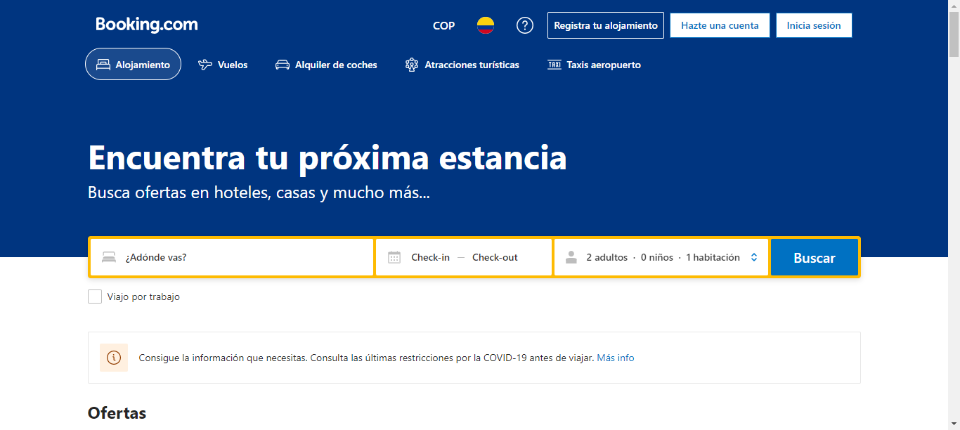 Booking.com
COP
Registra tu alojamiento
Hazte una cuenta
Inicia sesión
Alojamiento
Vuelos
Alquiler de coches
Atracciones turísticas
TAXI Taxis aeropuerto
Encuentra tu próxima estancia
Busca ofertas en hoteles, casas y mucho más...
¿Adónde vas?
Check-in — Check-out
2 adultos · 0 niños · 1 habitación
Buscar
Viajo por trabajo
Consigue la información que necesitas. Consulta las últimas restricciones por la COVID-19 antes de viajar. Más info
Ofertas